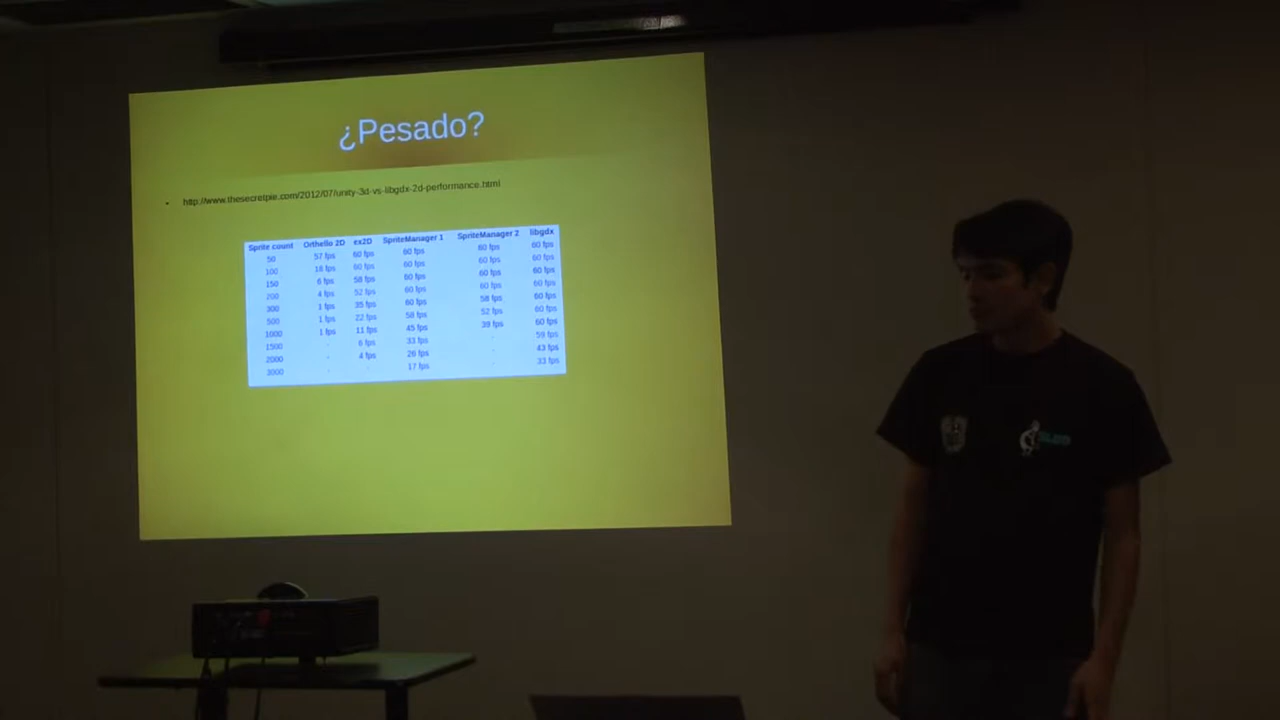 ¿Pesado?
• http://www.thesecretpie.com/2012/07/unity-3d-vs-libgdx-2d-performance.html
Sprite count Orthello 2D ex2D SpriteManager 1 SpriteManager 2 libgdx
50 57 fps 60 fps 60 fps 60 fps 60 fps
100 18 fps 60 fps 60 fps 60 fps 60 fps
150 6 fps 58 fps 60 fps 60 fps 60 fps
200 4 fps 52 fps 60 fps 60 fps 60 fps
300 1 fps 35 fps 60 fps 58 fps 60 fps
500 1 fps 22 fps 58 fps 52 fps 60 fps
1000 1 fps 11 fps 45 fps 39 fps 60 fps
1500 - 6 fps 33 fps - 59 fps
2000 - 4 fps 26 fps - 43 fps
3000 - - 17 fps - 33 fps